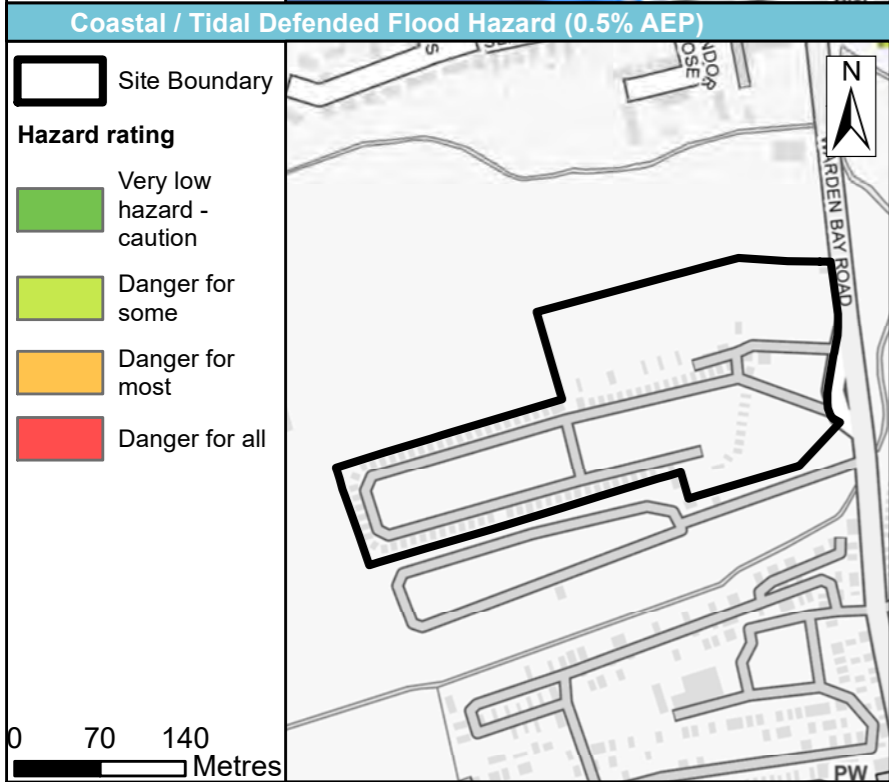 Coastal / Tidal Defended Flood Hazard (0.5% AEP)
Site Boundary
Hazard rating
Very low
hazard -
caution
Danger for
some
Danger for
most
Danger for all
0 70 140
Metres
N
WARDEN BAY ROAD
PW